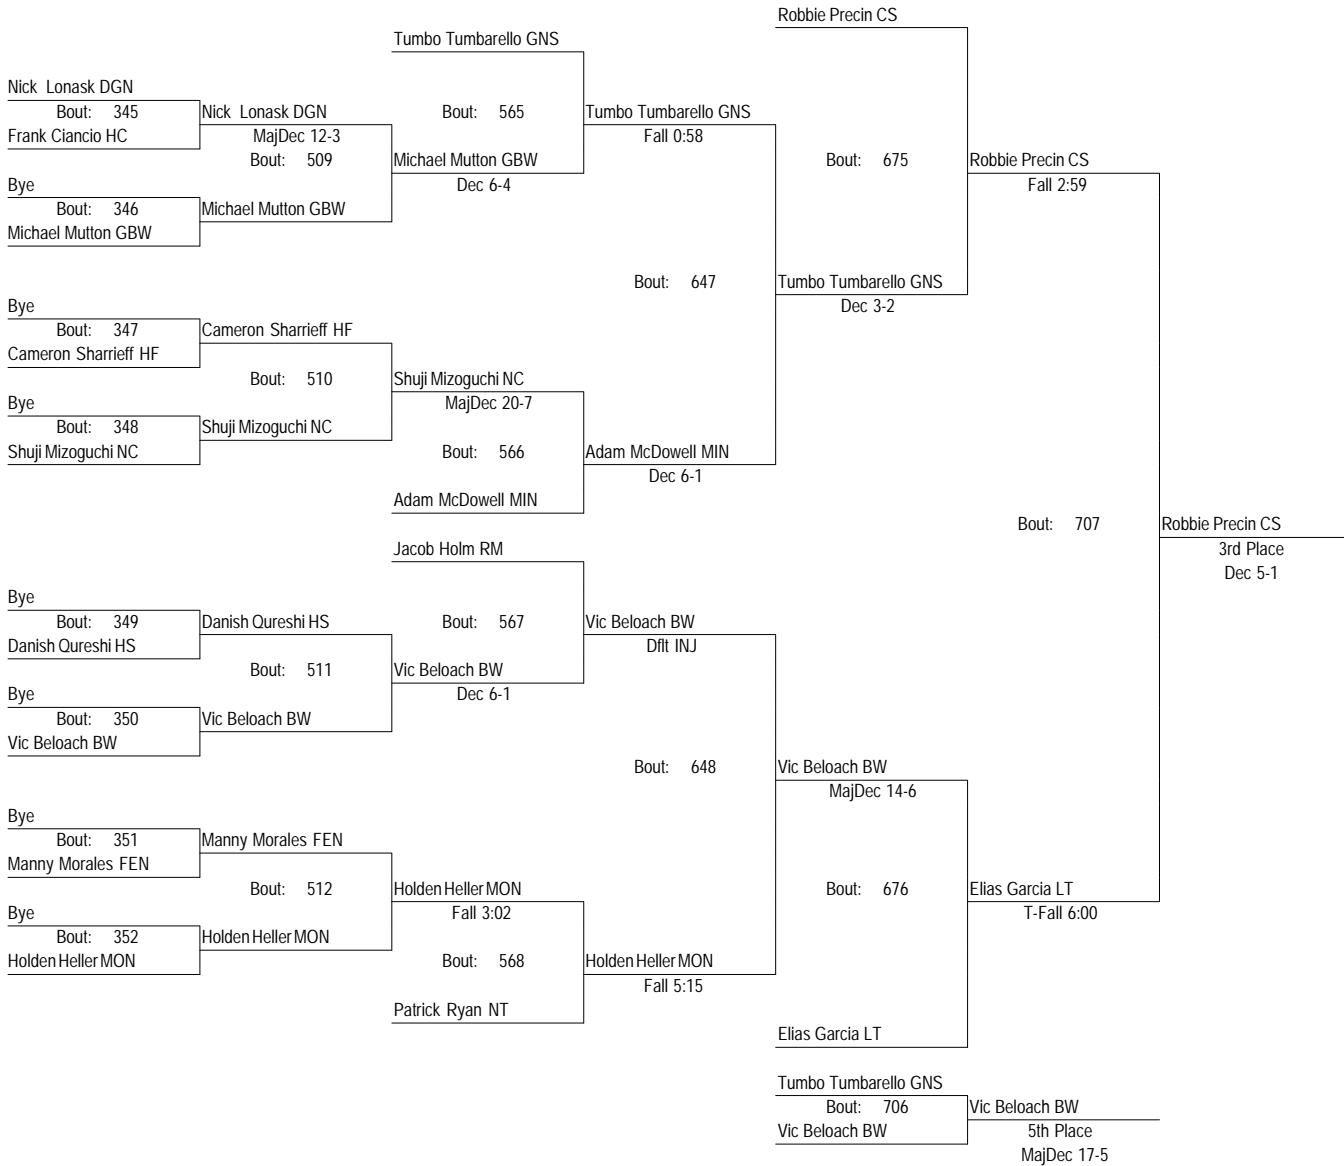 Robbie Precin CS
Tumbo Tumbarello GNS
Nick Lonask DGN
Bout: 345
Nick Lonask DGN
Bout: 565
Tumbo Tumbarello GNS
Frank Ciancio HC
MajDec 12-3
Fall 0:58
Bout: 509
Michael Mutton GBW
Bout: 675
Robbie Precin CS
Bye
Dec 6-4
Fall 2:59
Bout: 346
Michael Mutton GBW
Michael Mutton GBW
Bout: 647
Tumbo Tumbarello GNS
Bye
Dec 3-2
Bout: 347
Cameron Sharrieff HF
Cameron Sharrieff HF
Bout: 510
Shuji Mizoguchi NC
Bye
MajDec 20-7
Bout: 348
Shuji Mizoguchi NC
Shuji Mizoguchi NC
Bout: 566
Adam McDowell MIN
Dec 6-1
Adam McDowell MIN
Bout: 707
Robbie Precin CS
Jacob Holm RM
3rd Place
Dec 5-1
Bye
Bout: 349
Danish Qureshi HS
Bout: 567
Vic Beloach BW
Danish Qureshi HS
Dflt INJ
Bout: 511
Vic Beloach BW
Bye
Dec 6-1
Bout: 350
Vic Beloach BW
Vic Beloach BW
Bout: 648
Vic Beloach BW
MajDec 14-6
Bye
Bout: 351
Manny Morales FEN
Manny Morales FEN
Bout: 512
Holden Heller MON
Bout: 676
Elias Garcia LT
Bye
Fall 3:02
T-Fall 6:00
Bout: 352
Holden Heller MON
Holden Heller MON
Bout: 568
Holden Heller MON
Fall 5:15
Patrick Ryan NT
Elias Garcia LT
Tumbo Tumbarello GNS
Bout: 706
Vic Beloach BW
Vic Beloach BW
5th Place
MajDec 17-5